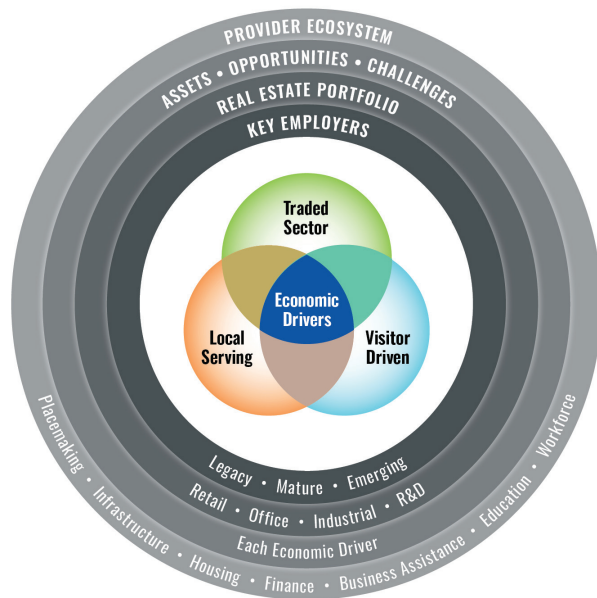 PROVIDER ECOSYSTEM
ASSETS • OPPORTUNITIES • CHALLENGES
REAL ESTATE PORTFOLIO
KEY EMPLOYERS
Traded
Sector
Economic
Drivers
Local
Serving
Visitor
Driven
Legacy • Mature • Emerging
Retail • Office • Industrial • R&D
Each Economic Driver
Placemaking • Infrastructure • Housing • Finance • Business Assistance • Education • Workforce